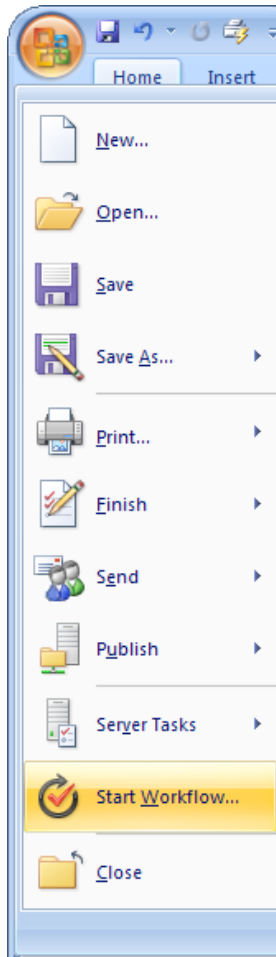 Home Insert
New...
Open...
Save
Save As...
Print...
Finish
Send
Publish
Server Tasks
Start Workflow...
Close